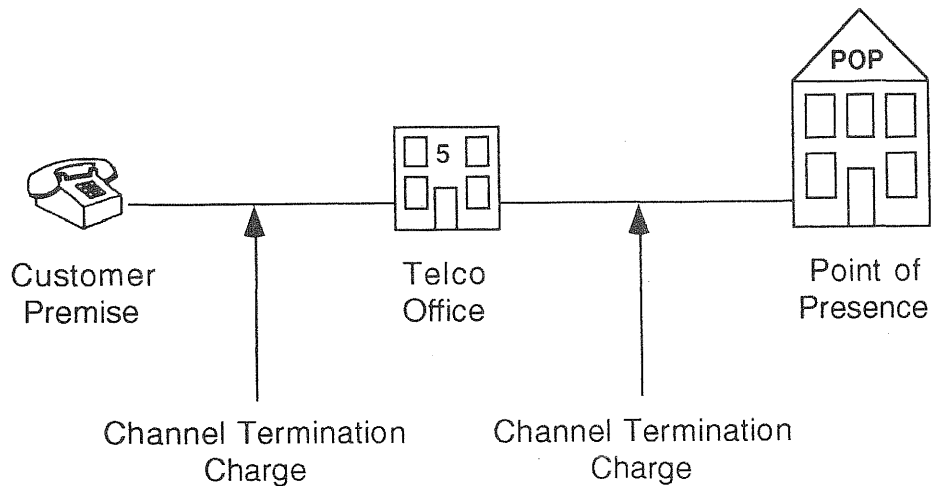 POP
5
Customer
Premise
Telco
Office
Point of
Presence
Channel Termination
Charge
Channel Termination
Charge